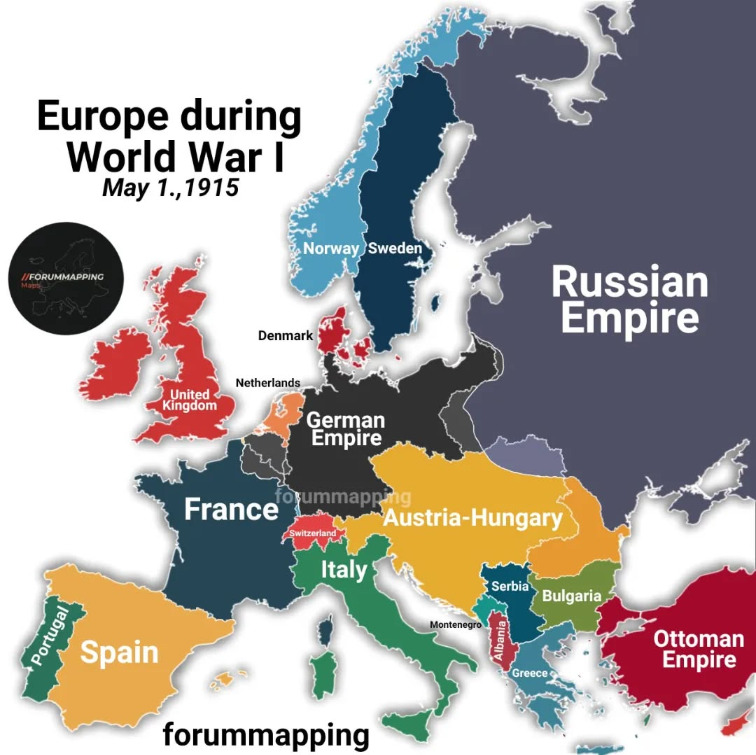 Europe during
World War I
May 1.,1915
//FORUMMAPPING
Maps
Norway
Sweden
Russian
Empire
Denmark
United
Kingdom
Netherlands
German
Empire
forummapping
France
Austria-Hungary
Switzerland
Italy
Serbia
Bulgaria
Montenegro
Albania
Portugal
Spain
Ottoman
Empire
Greece
forummapping